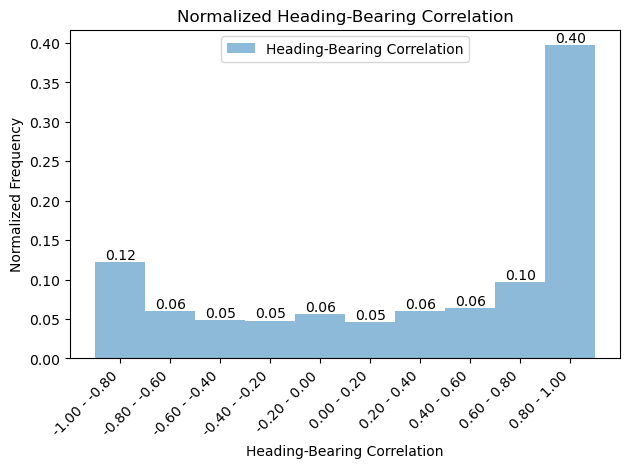 Normalized Heading-Bearing Correlation
Heading-Bearing Correlation
Normalized Frequency
0.40
0.35
0.30
0.25
0.20
0.15
0.10
0.05
0.00
0.12
0.06
0.05
0.05
0.06
0.05
0.06
0.06
0.10
0.40
-1.00 - -0.80
-0.80 - -0.60
-0.60 - -0.40
-0.40 - -0.20
-0.20 - 0.00
0.00 - 0.20
0.20 - 0.40
0.40 - 0.60
0.60 - 0.80
0.80 - 1.00
Heading-Bearing Correlation